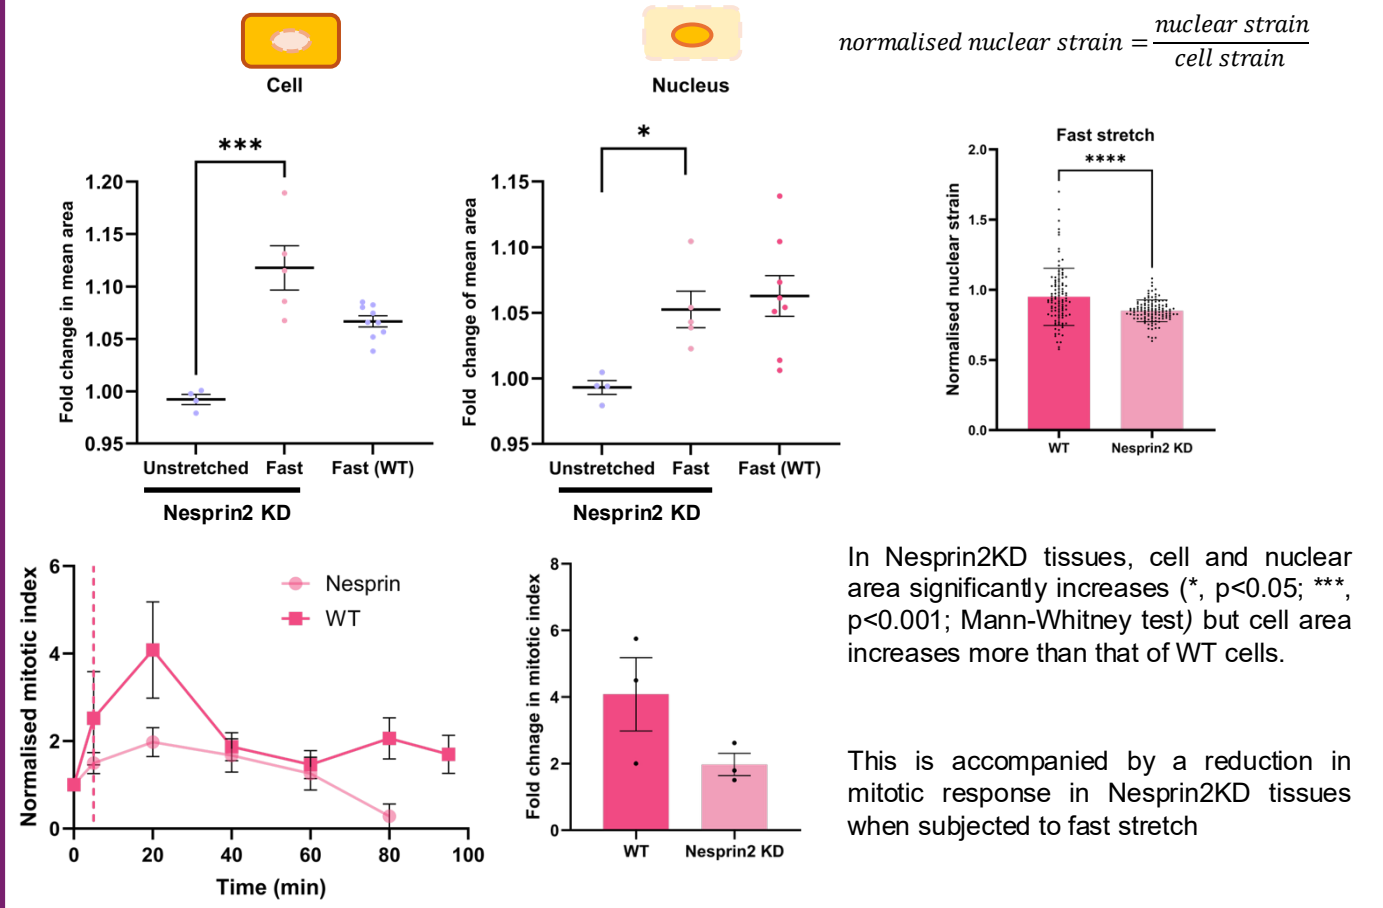 Cell
Nucleus
normalised nuclear strain = nuclear strain
cell strain
***
Fold change in mean area
1.20
1.15
1.10
1.05
1.00
0.95
Unstretched Fast Fast (WT)
Nesprin2 KD
*
Fold change of mean area
1.15
1.10
1.05
1.00
0.95
Unstretched Fast Fast (WT)
Nesprin2 KD
Fast stretch
****
Normalised nuclear strain
2.0
1.5
1.0
0.5
0.0
WT Nesprin2 KD
Normalised mitotic index
6
4
2
0
0 20 40 60 80 100
Time (min)
Nesprin
WT
Fold chnage in mitotic index
8
6
4
2
0
WT Nesprin2 KD
In Nesprin2KD tissues, cell and nuclear
area significantly increases (*, p<0.05; ***,
p<0.001; Mann-Whitney test) but cell area
increases more than that of WT cells.
This is accompanied by a reduction in
mitotic response in Nesprin2KD tissues
when subjected to fast stretch